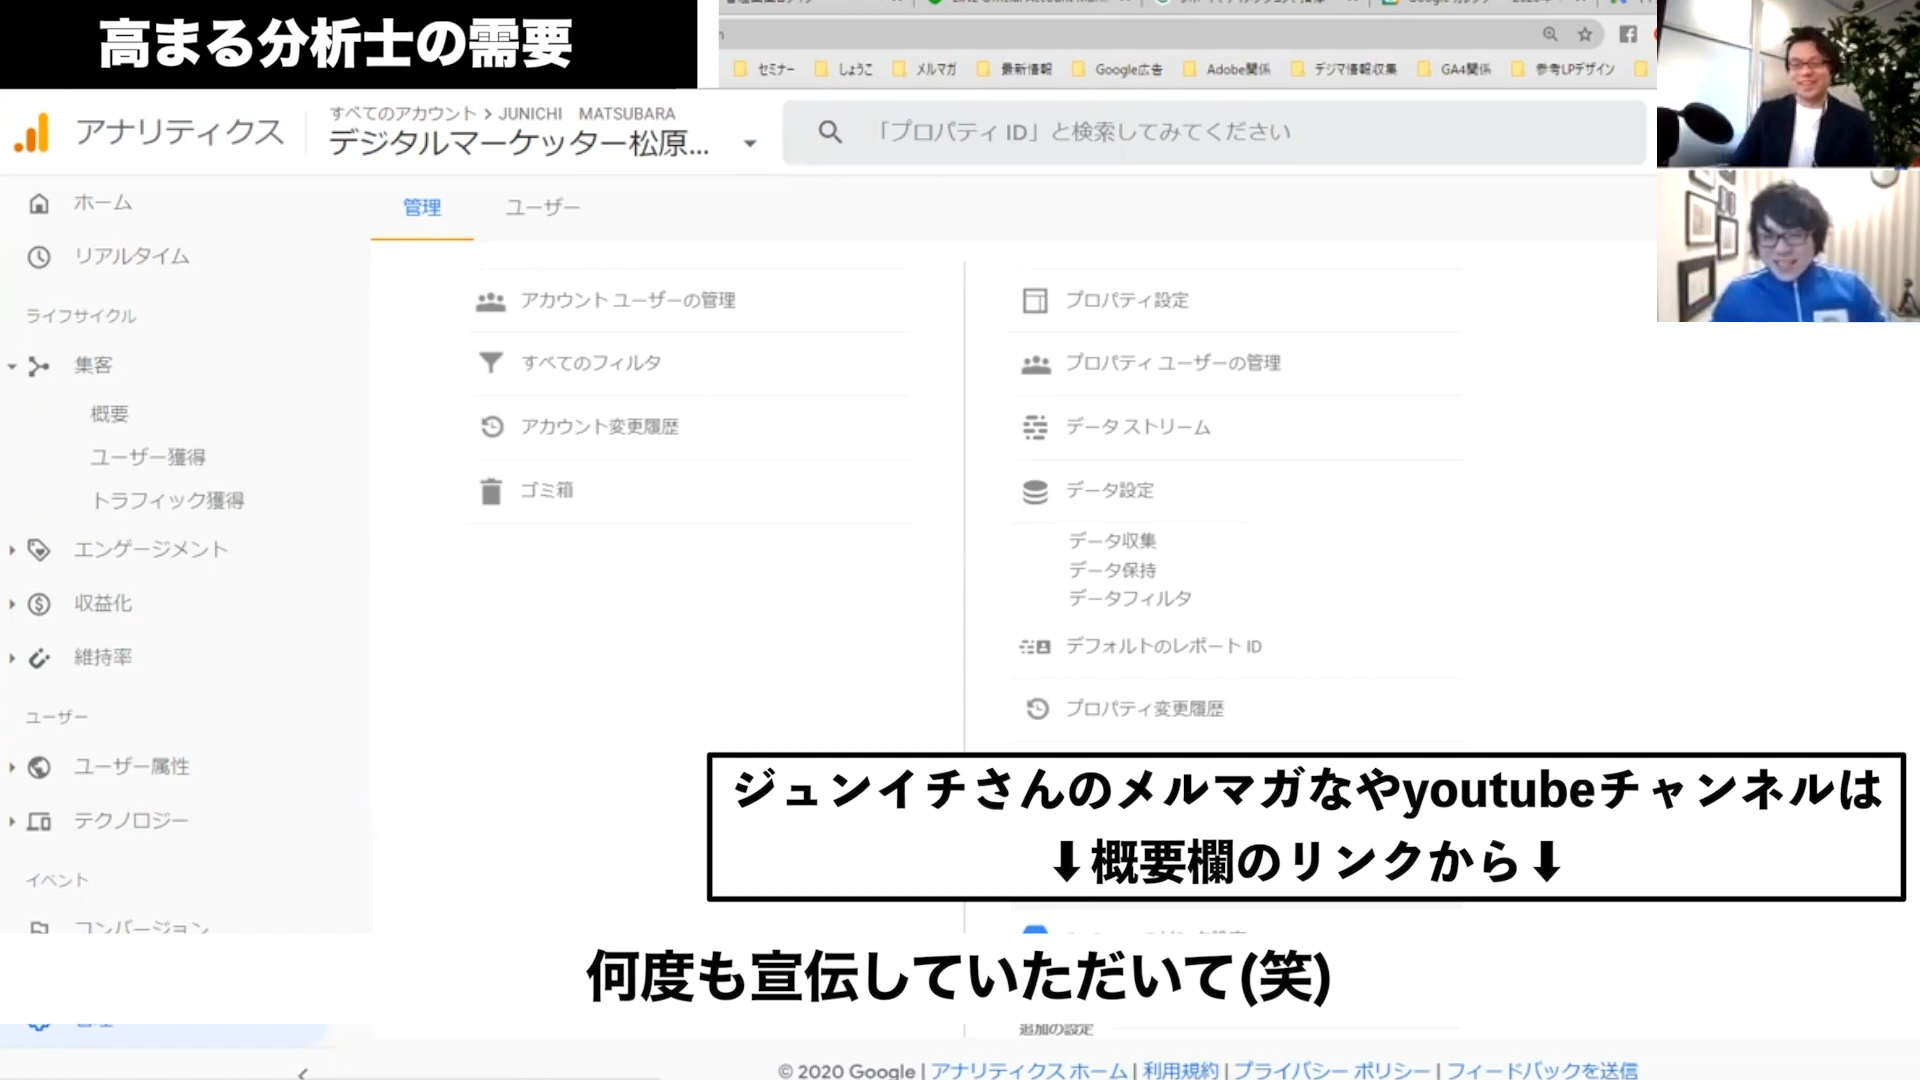 高まる分析士の需要
セミナー
しょうこ
メルマガ
最新情報
Google広告
Adobe関係
デジマ情報収集
GA4関係
参考LPデザイン
アナリティクス
すべてのアカウント > JUNICHI MATSUBARA
デジタルマーケッター松原...
「プロパティ ID」と検索してみてください
ホーム
リアルタイム
ライフサイクル
集客
概要
ユーザー獲得
トラフィック獲得
エンゲージメント
収益化
維持率
ユーザー
ユーザー属性
テクノロジー
イベント
コンバージョン
管理
管理
ユーザー
アカウント ユーザーの管理
すべてのフィルタ
アカウント変更履歴
ゴミ箱
プロパティ設定
プロパティ ユーザーの管理
データ ストリーム
データ設定
データ収集
データ保持
データフィルタ
デフォルトのレポート ID
プロパティ変更履歴
ジュンイチさんのメルマガなやyoutubeチャンネルは
⬇概要欄のリンクから⬇
何度も宣伝していただいて(笑)
追加の設定
© 2020 Google | アナリティクス ホーム | 利用規約 | プライバシー ポリシー | フィードバックを送信